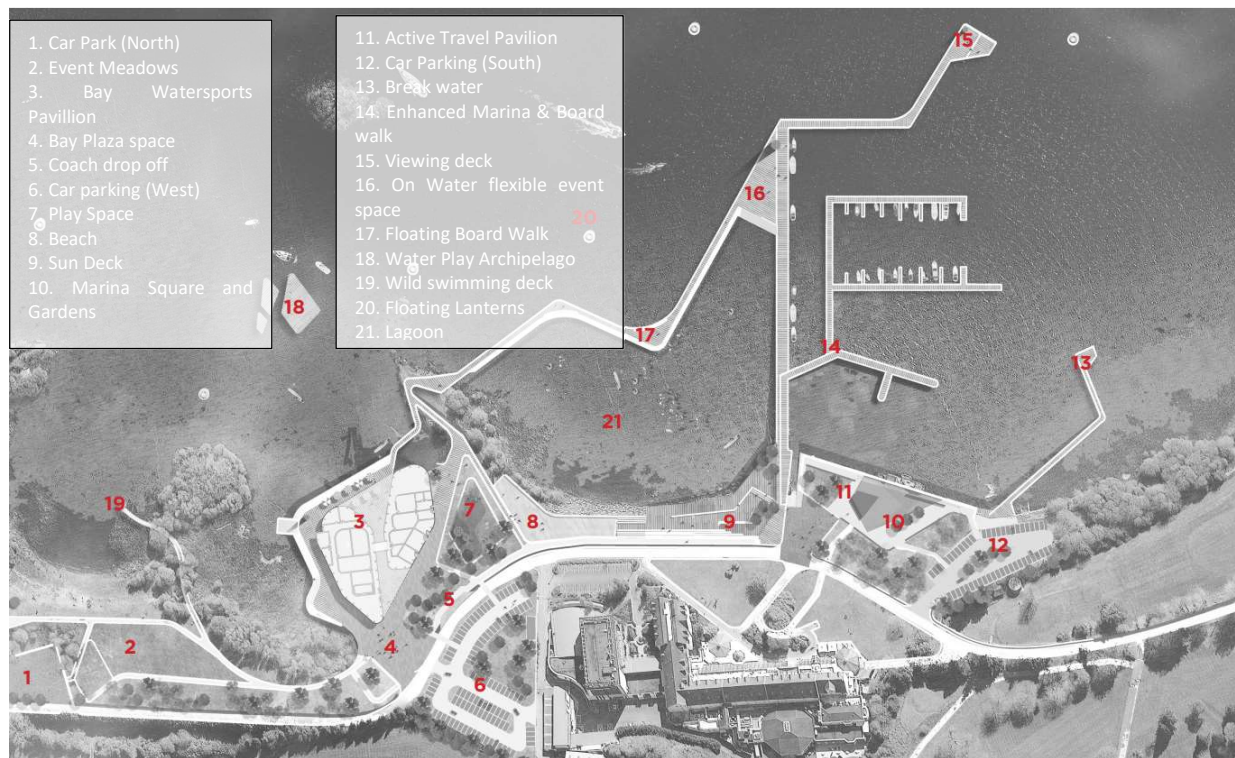 1. Car Park (North)
2. Event Meadows
3. Bay Watersports
Pavillion
4. Bay Plaza space
5. Coach drop off
6. Car parking (West)
7. Play Space
8. Beach
9. Sun Deck
10. Marina Square and
Gardens
11. Active Travel Pavilion
12. Car Parking (South)
13. Break water
14. Enhanced Marina & Board
walk
15. Viewing deck
16. On Water flexible event
space
17. Floating Board Walk
18. Water Play Archipelago
19. Wild swimming deck
20. Floating Lanterns
21. Lagoon
15
16
20
18
17
14
13
21
19
3
7
8
9
11
10
12
5
4
2
1
6